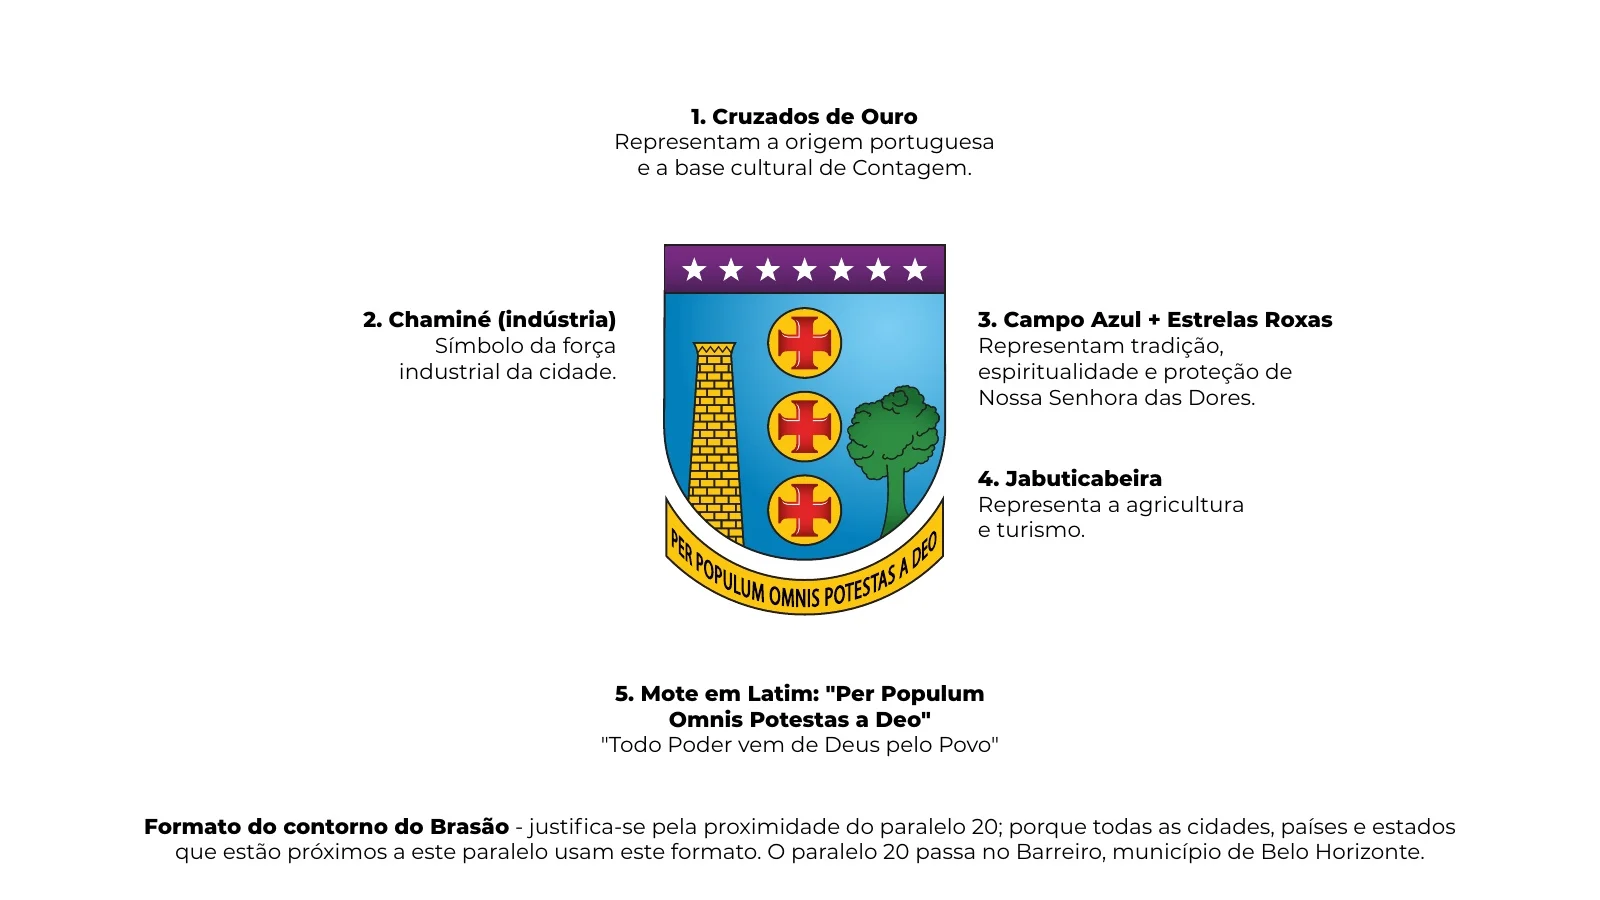 1. Cruzados de Ouro
Representam a origem portuguesa
e a base cultural de Contagem.
2. Chaminé (indústria)
Símbolo da força
industrial da cidade.
3. Campo Azul + Estrelas Roxas
Representam tradição,
espiritualidade e proteção de
Nossa Senhora das Dores.
4. Jabuticabeira
Representa a agricultura
e turismo.
PER POPULUM OMNIS POTESTAS A DEO
5. Mote em Latim: "Per Populum
Omnis Potestas a Deo"
"Todo Poder vem de Deus pelo Povo"
Formato do contorno do Brasão - justifica-se pela proximidade do paralelo 20; porque todas as cidades, países e estados
que estão próximos a este paralelo usam este formato. O paralelo 20 passa no Barreiro, município de Belo Horizonte.